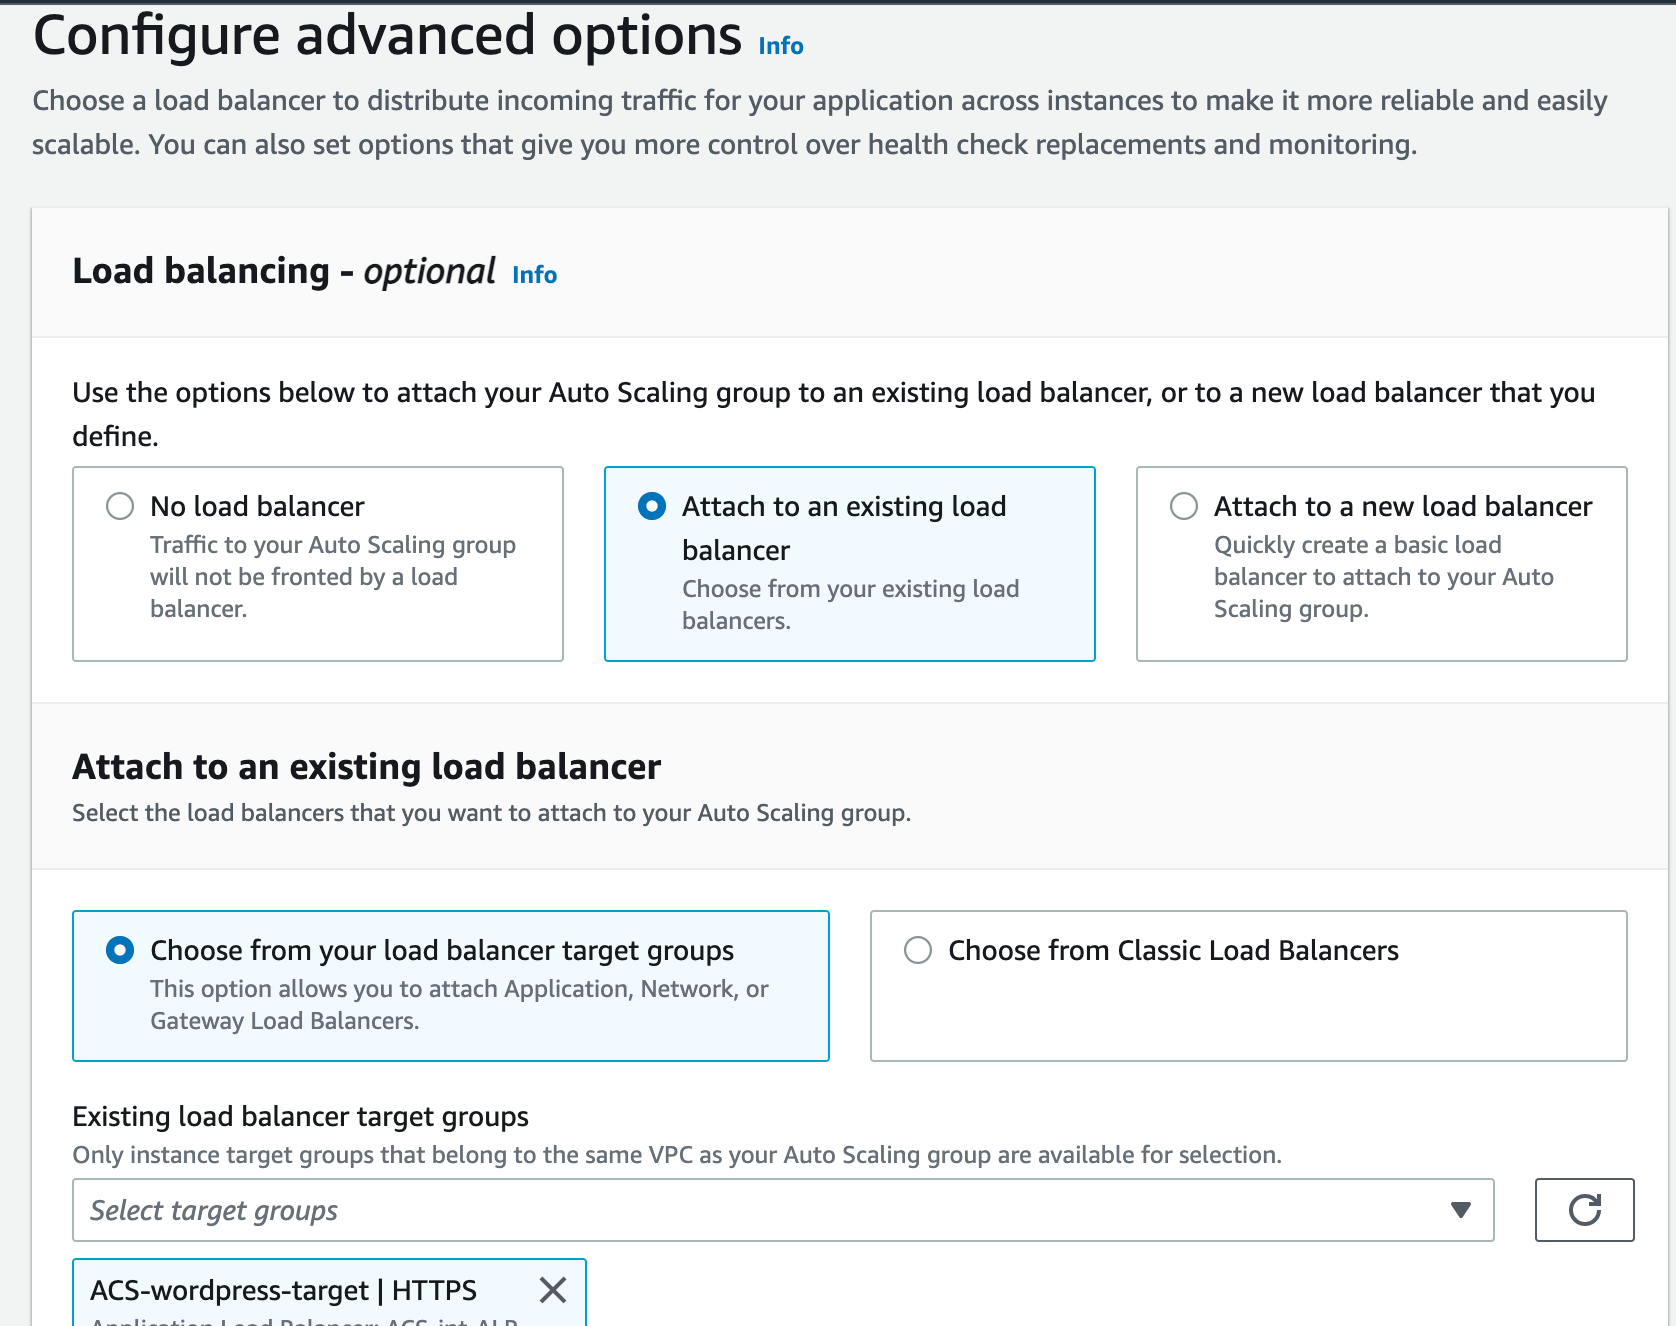 Configure advanced options Info
Choose a load balancer to distribute incoming traffic for your application across instances to make it more reliable and easily
scalable. You can also set options that give you more control over health check replacements and monitoring.
Load balancing - optional Info
Use the options below to attach your Auto Scaling group to an existing load balancer, or to a new load balancer that you
define.
No load balancer
Traffic to your Auto Scaling group
will not be fronted by a load
balancer.
Attach to an existing load
balancer
Choose from your existing load
balancers.
Attach to a new load balancer
Quickly create a basic load
balancer to attach to your Auto
Scaling group.
Attach to an existing load balancer
Select the load balancers that you want to attach to your Auto Scaling group.
Choose from your load balancer target groups
This option allows you to attach Application, Network, or
Gateway Load Balancers.
Choose from Classic Load Balancers
Existing load balancer target groups
Only instance target groups that belong to the same VPC as your Auto Scaling group are available for selection.
Select target groups
ACS-wordpress-target | HTTPS
Application Load Balancer: ACS-int-ALB